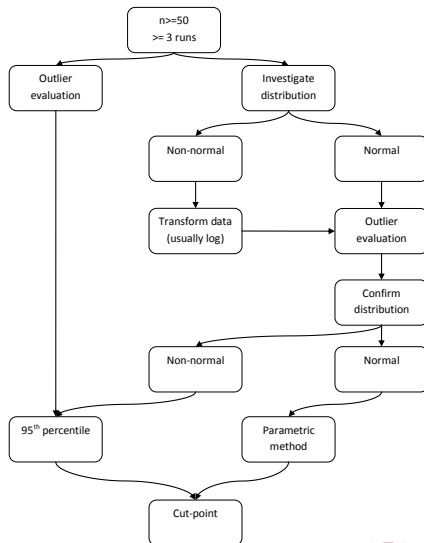 n>=50
>= 3 runs
Outlier
evaluation
Investigate
distribution
Non-normal
Normal
Transform data
(usually log)
Outlier
evaluation
Confirm
distribution
Non-normal
Normal
95th percentile
Parametric
method
Cut-point